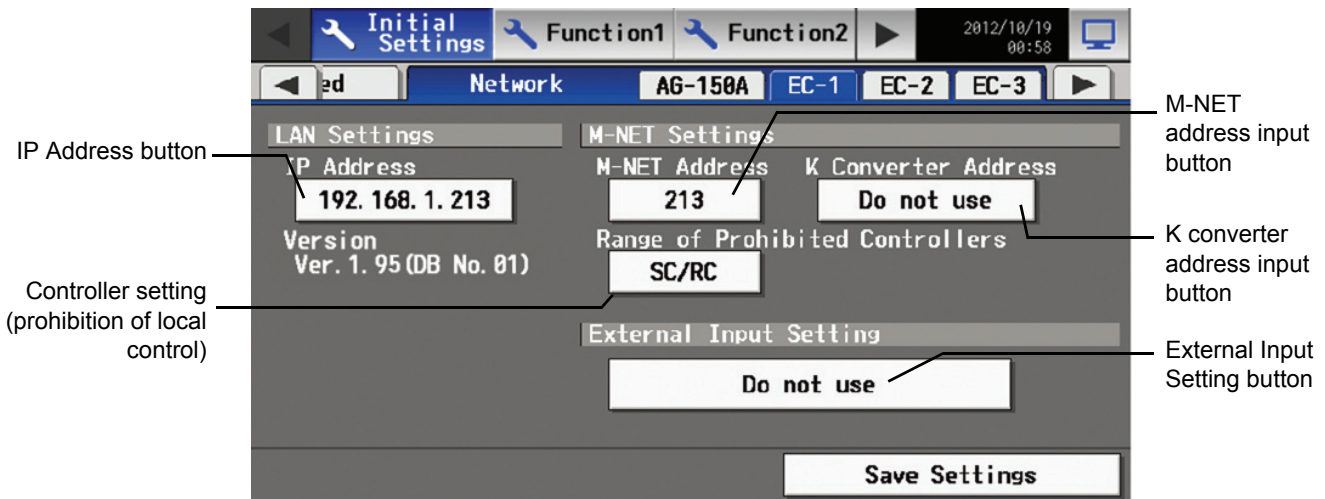 Initial
Settings
Function1
Function2
2012/10/19
00:58
ed
Network
AG-150A
EC-1
EC-2
EC-3
LAN Settings
IP Address
192.168.1.213
Version
Ver.1.95(DB No.01)
M-NET Settings
M-NET Address
213
K Converter Address
Do not use
Range of Prohibited Controllers
SC/RC
External Input Setting
Do not use
Save Settings
IP Address button
Controller setting
(prohibition of local
control)
M-NET
address input
button
K converter
address input
button
External Input
Setting button